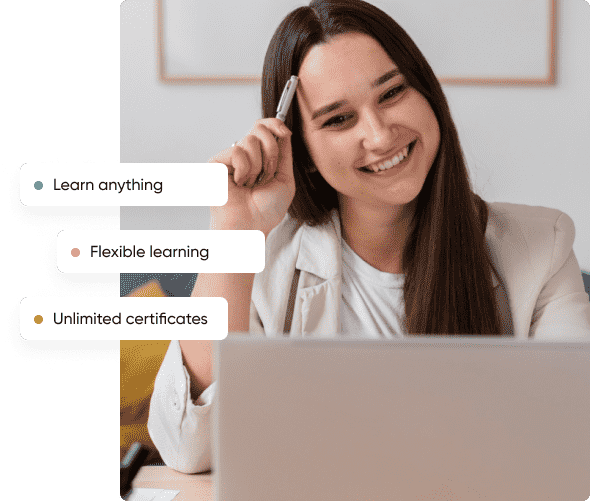 Learn anything
Flexible learning
Unlimited certificates